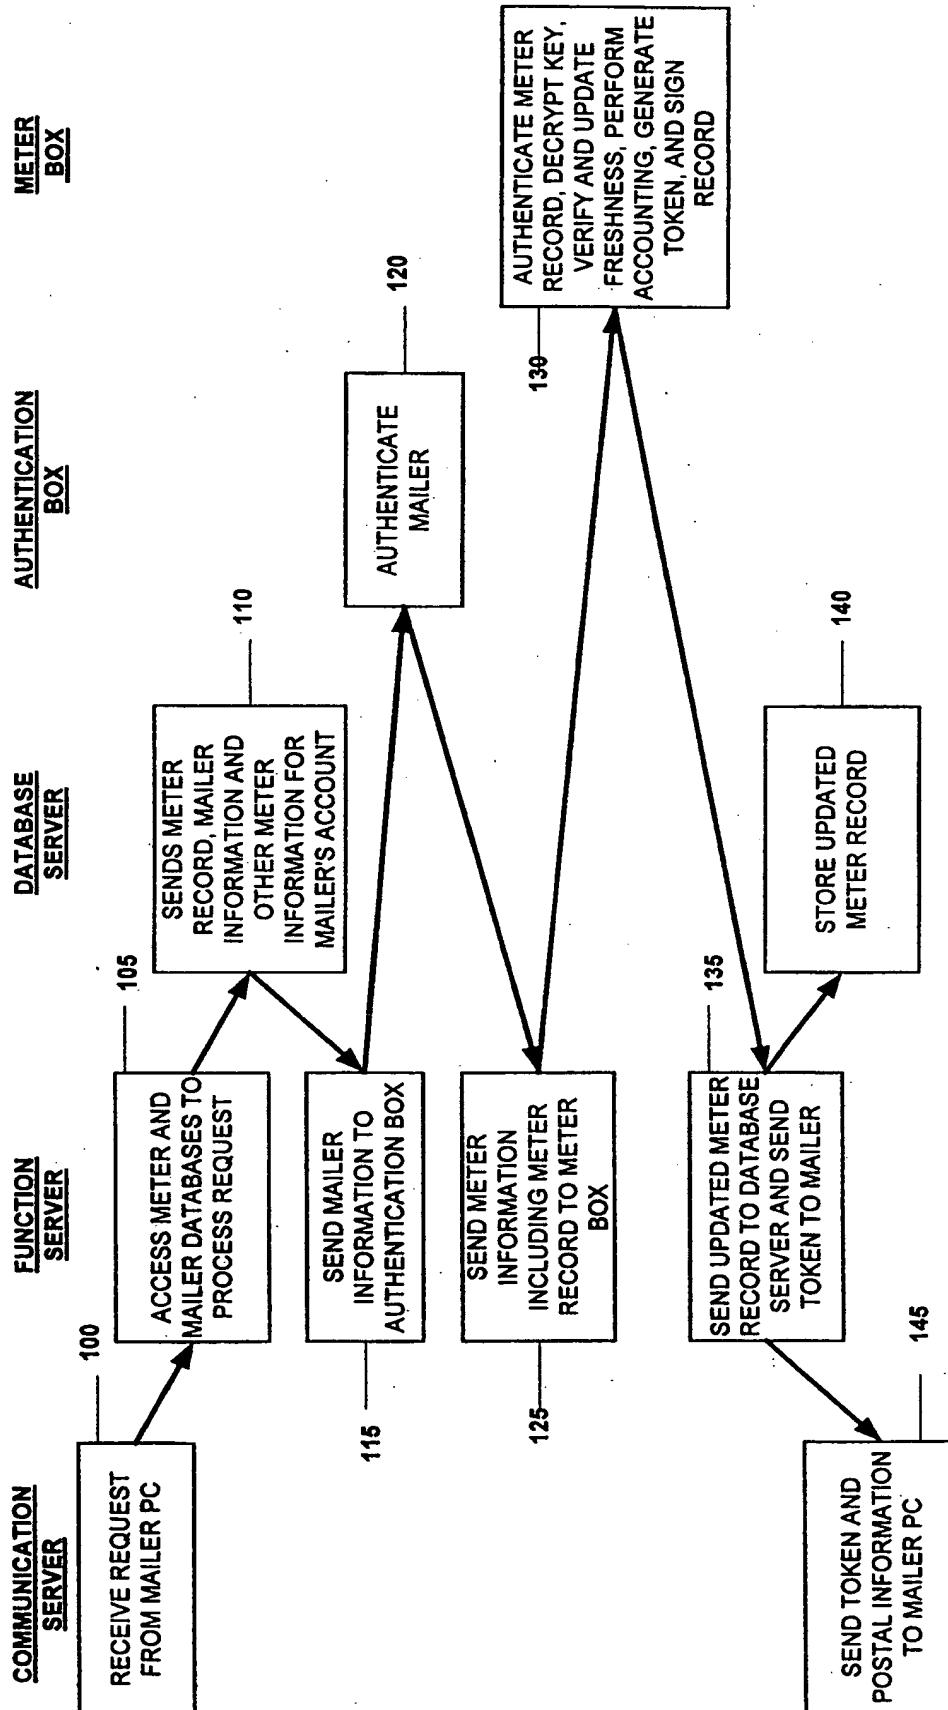 COMMUNICATION
SERVER
FUNCTION
SERVER
DATABASE
SERVER
AUTHENTICATION
BOX
METER
BOX
100
RECEIVE REQUEST
FROM MAILER PC
105
ACCESS METER AND
MAILER DATABASES TO
PROCESS REQUEST
110
SENDS METER
RECORD, MAILER
INFORMATION AND
OTHER METER
INFORMATION FOR
MAILER'S ACCOUNT
115
SEND MAILER
INFORMATION TO
AUTHENTICATION BOX
120
AUTHENTICATE
MAILER
125
SEND METER
INFORMATION
INCLUDING METER
RECORD TO METER
BOX
130
AUTHENTICATE METER
RECORD, DECRYPT KEY,
VERIFY AND UPDATE
FRESHNESS, PERFORM
ACCOUNTING, GENERATE
TOKEN, AND SIGN
RECORD
135
SEND UPDATED METER
RECORD TO DATABASE
SERVER AND SEND
TOKEN TO MAILER
140
STORE UPDATED
METER RECORD
145
SEND TOKEN AND
POSTAL INFORMATION
TO MAILER PC